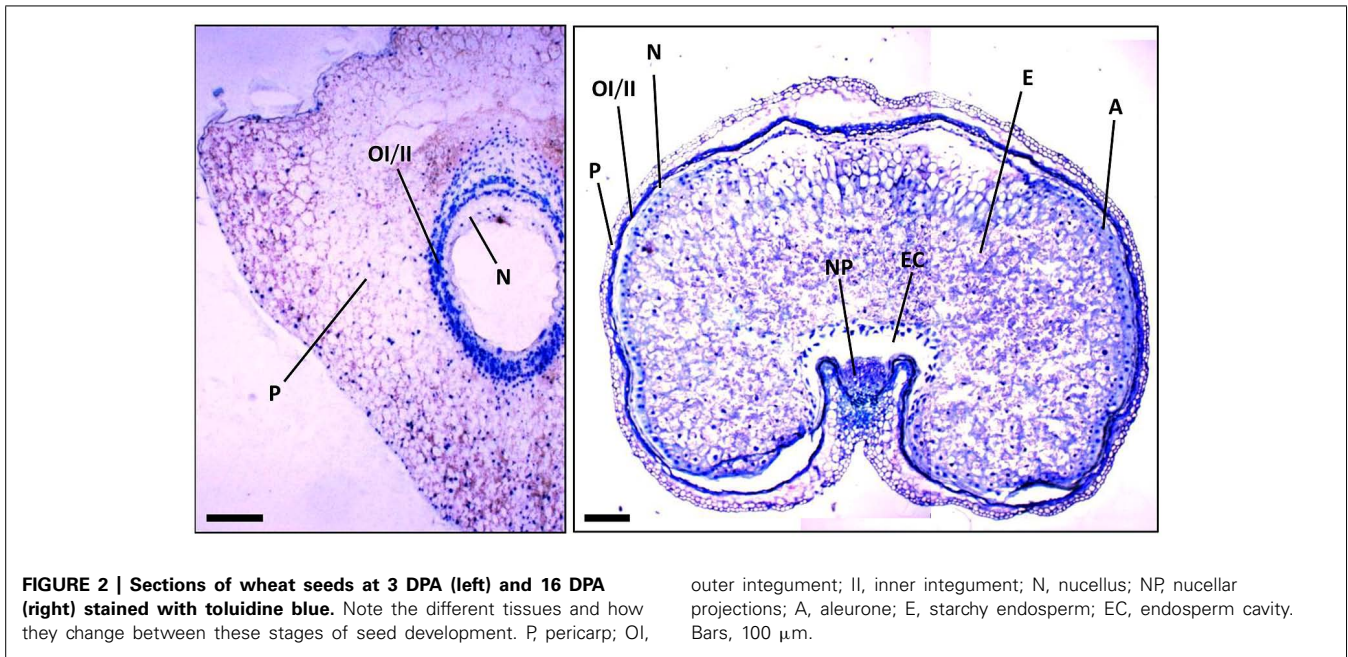 OI/II
N
P
N
OI/II
P
E
A
NP
EC
FIGURE 2 | Sections of wheat seeds at 3 DPA (left) and 16 DPA
(right) stained with toluidine blue. Note the different tissues and how
they change between these stages of seed development. P, pericarp; OI,
outer integument; II, inner integument; N, nucellus; NP, nucellar
projections; A, aleurone; E, starchy endosperm; EC, endosperm cavity.
Bars, 100 μm.